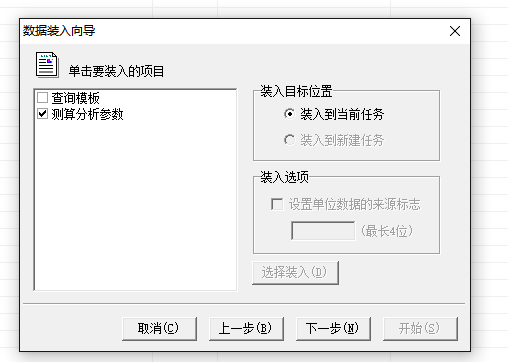 数据装入向导
单击要装入的项目
查询模板
测算分析参数
装入目标位置
装入到当前任务
装入到新建任务
装入选项
设置单位数据的来源标志
(最长4位)
选择装入(D)
取消(C)
上一步(B)
下一步(N)
开始(S)